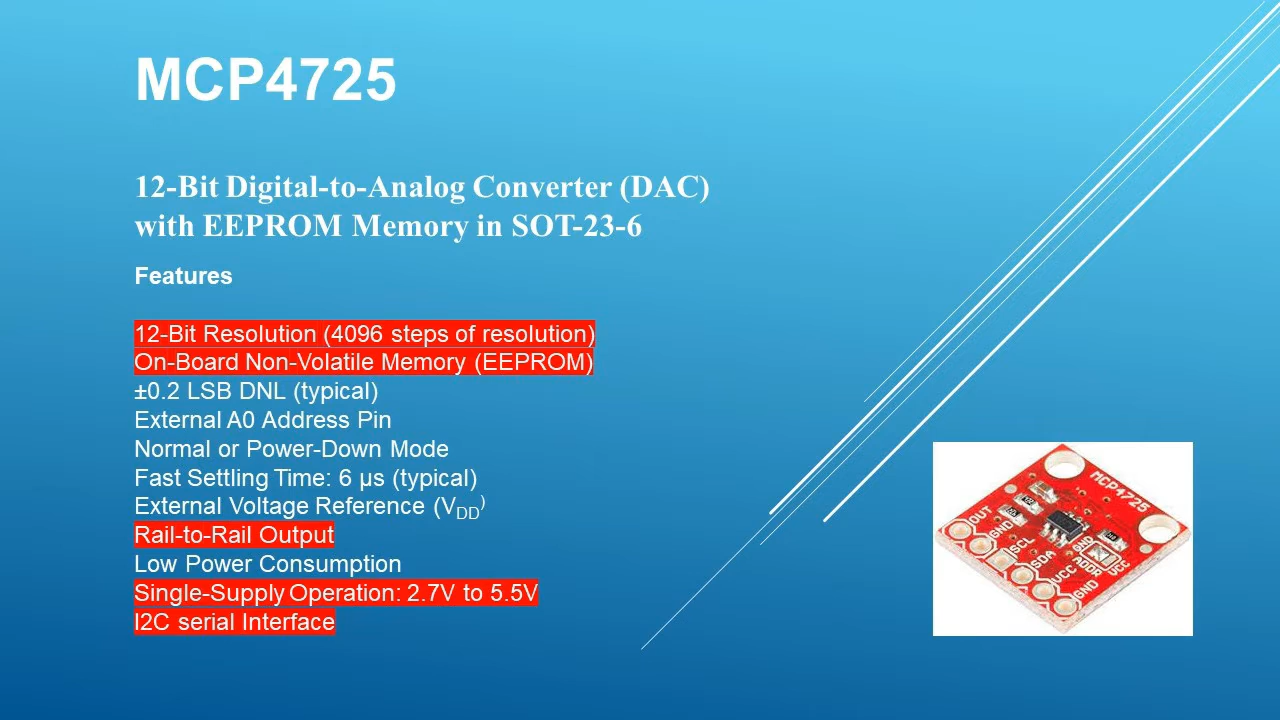 MCP4725
12-Bit Digital-to-Analog Converter (DAC)
with EEPROM Memory in SOT-23-6
Features
12-Bit Resolution (4096 steps of resolution)
On-Board Non-Volatile Memory (EEPROM)
±0.2 LSB DNL (typical)
External A0 Address Pin
Normal or Power-Down Mode
Fast Settling Time: 6 µs (typical)
External Voltage Reference (VDD)
Rail-to-Rail Output
Low Power Consumption
Single-Supply Operation: 2.7V to 5.5V
I2C serial Interface
MCP4725
OUT
GND
SCL
SDA
VCC
GND
GND
ADDR
VCC